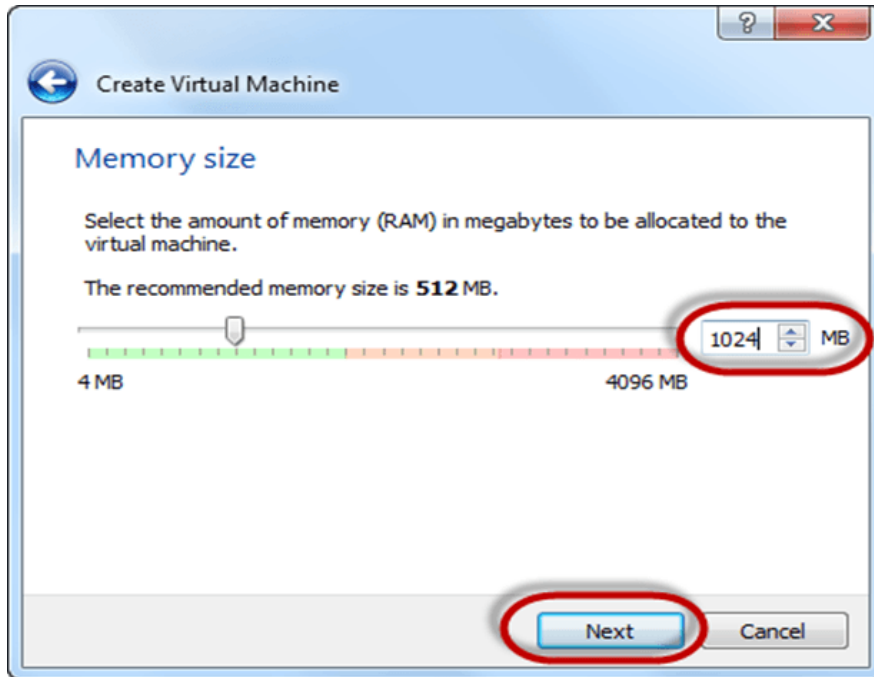 ?
Create Virtual Machine
Memory size
Select the amount of memory (RAM) in megabytes to be allocated to the
virtual machine.
The recommended memory size is 512 MB.
1024 MB
4 MB 4096 MB
Next Cancel